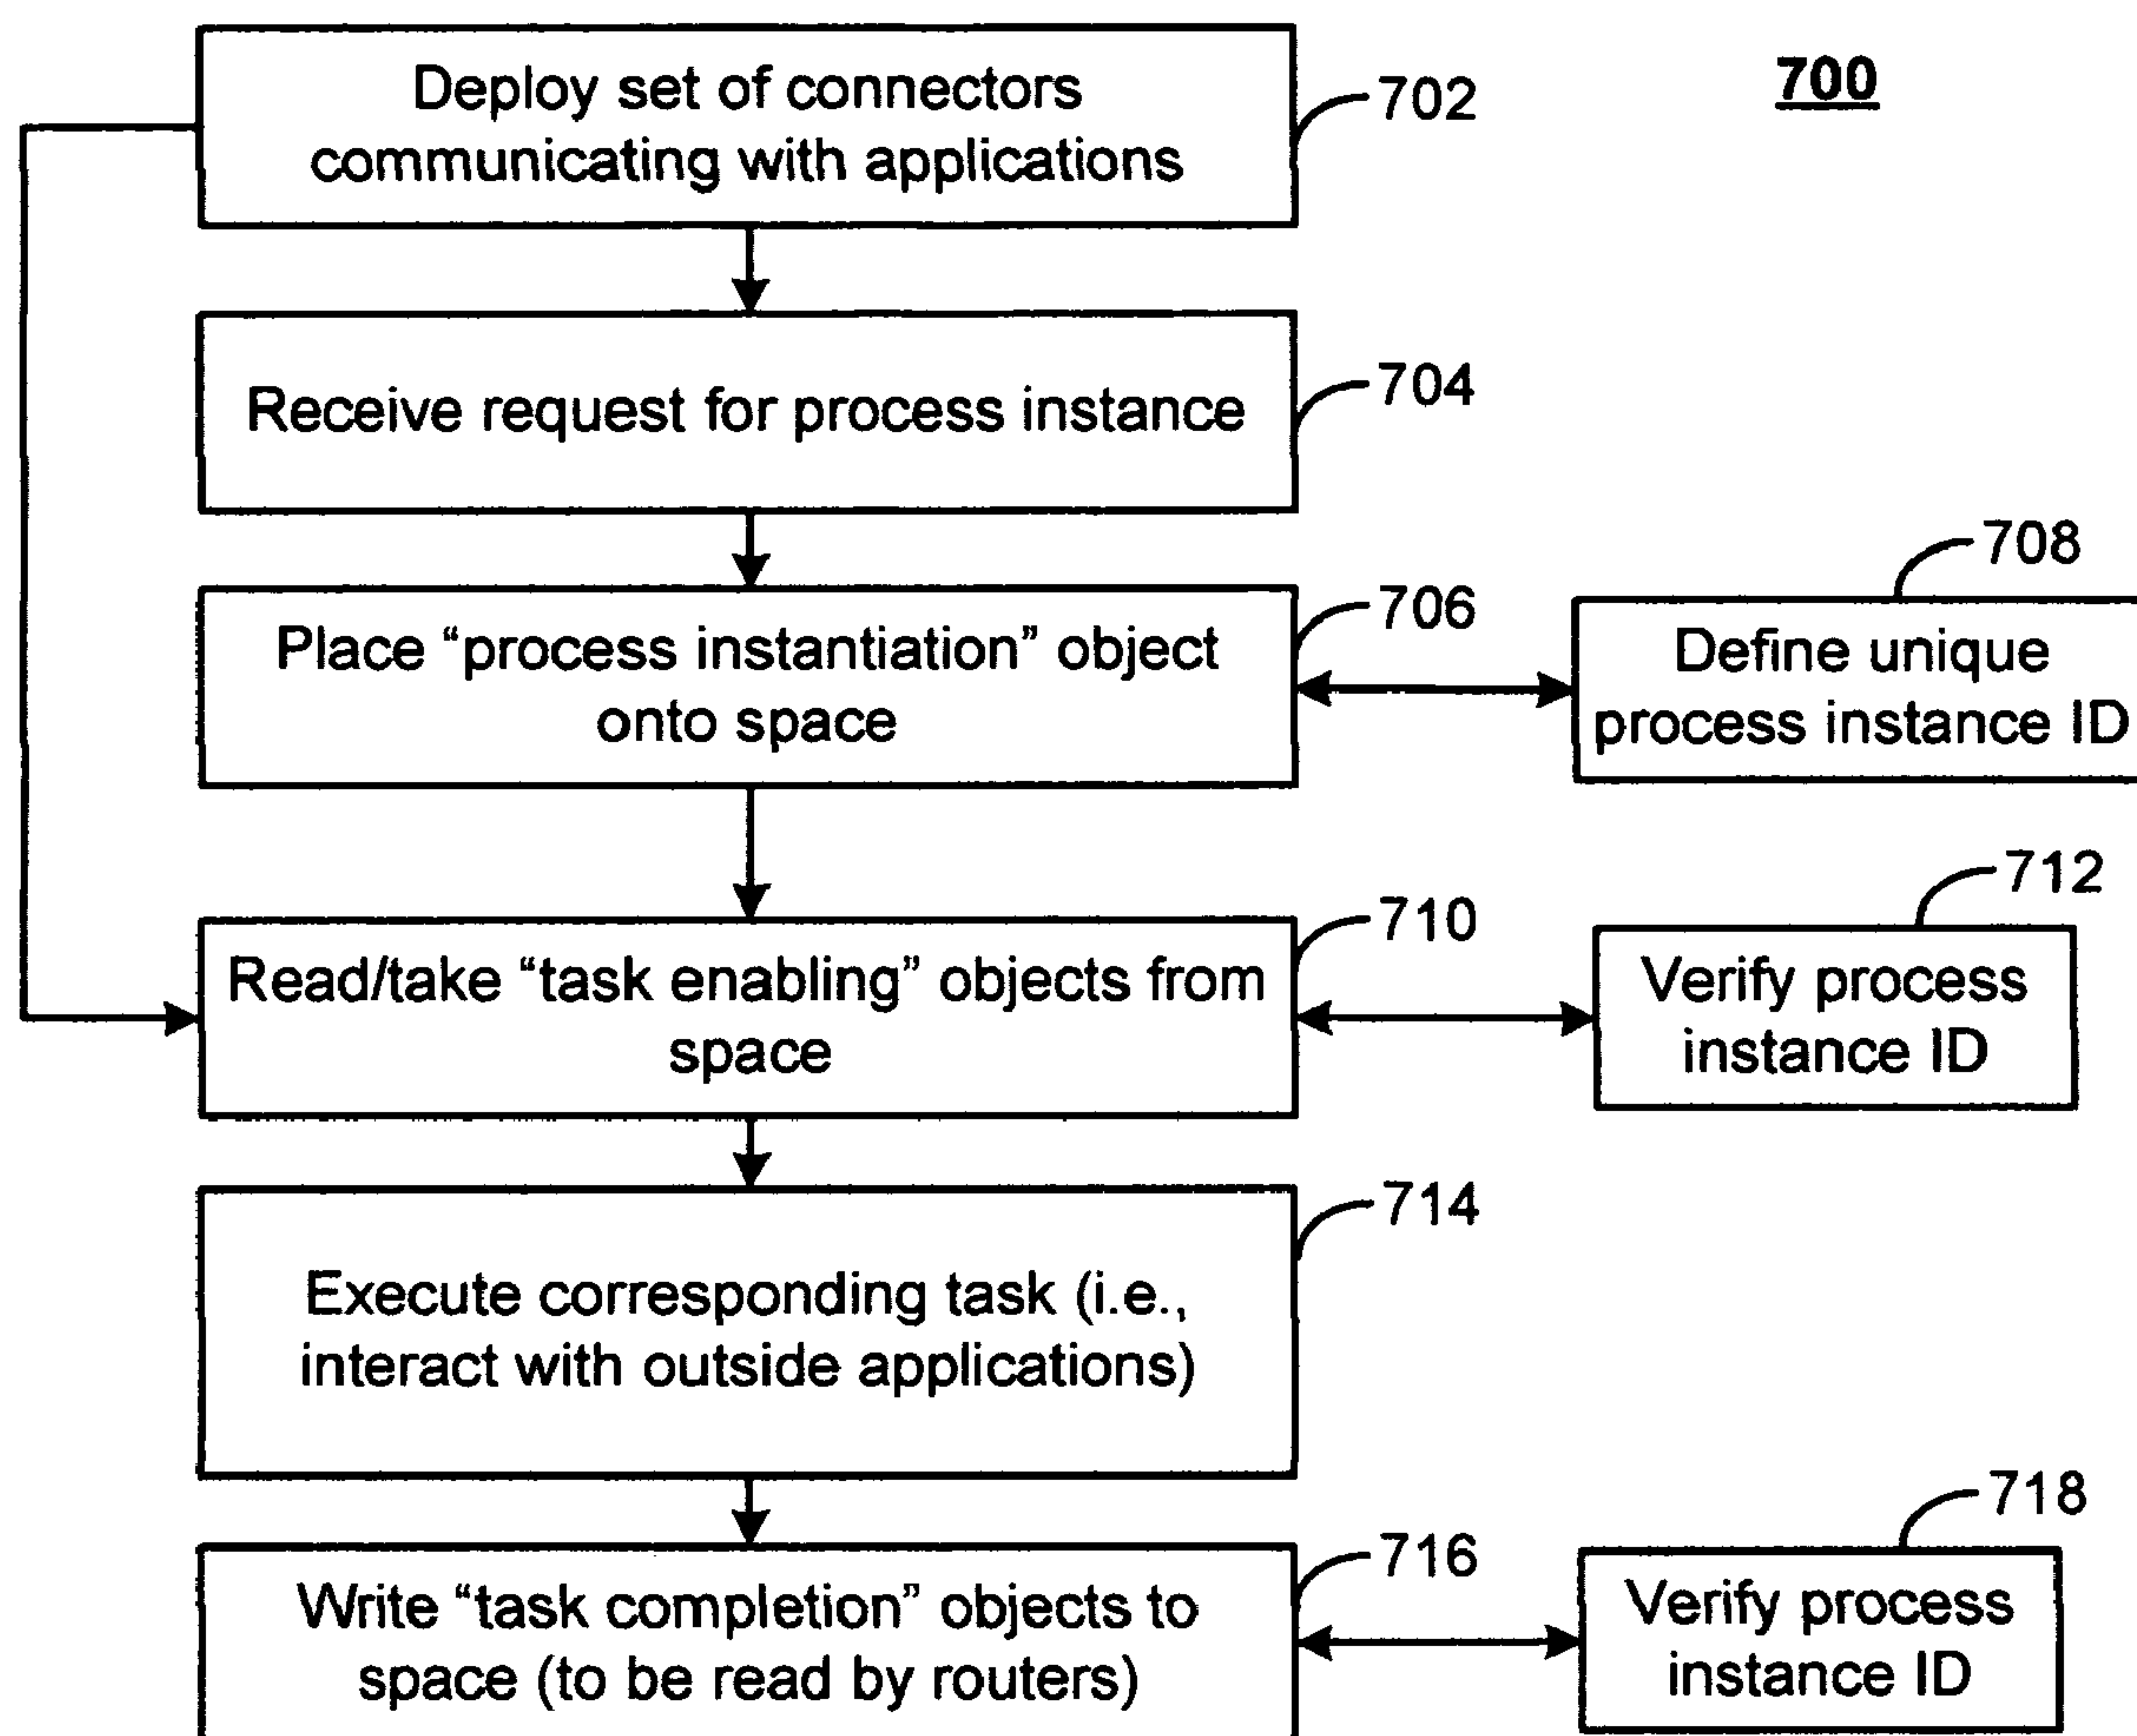 700
Deploy set of connectors
communicating with applications
702
Receive request for process instance
704
Place “process instantiation” object
onto space
706
708
Define unique
process instance ID
Read/take “task enabling” objects from
space
710
712
Verify process
instance ID
Execute corresponding task (i.e.,
interact with outside applications)
714
Write “task completion” objects to
space (to be read by routers)
716
718
Verify process
instance ID